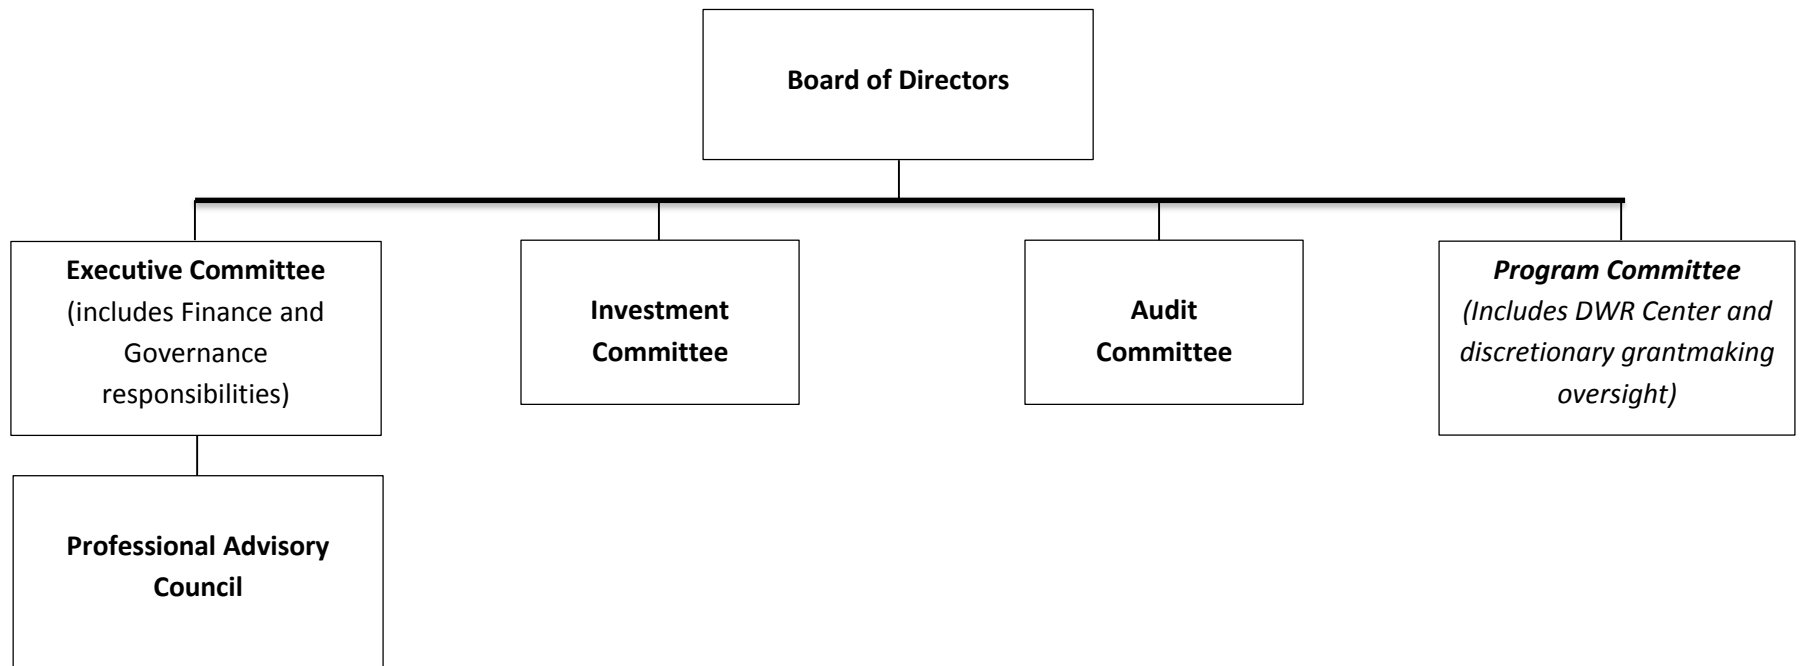 Board of Directors
Executive Committee
(includes Finance and
Governance
responsibilities)
Investment
Committee
Audit
Committee
Program Committee
(Includes DWR Center and
discretionary grantmaking
oversight)
Professional Advisory
Council